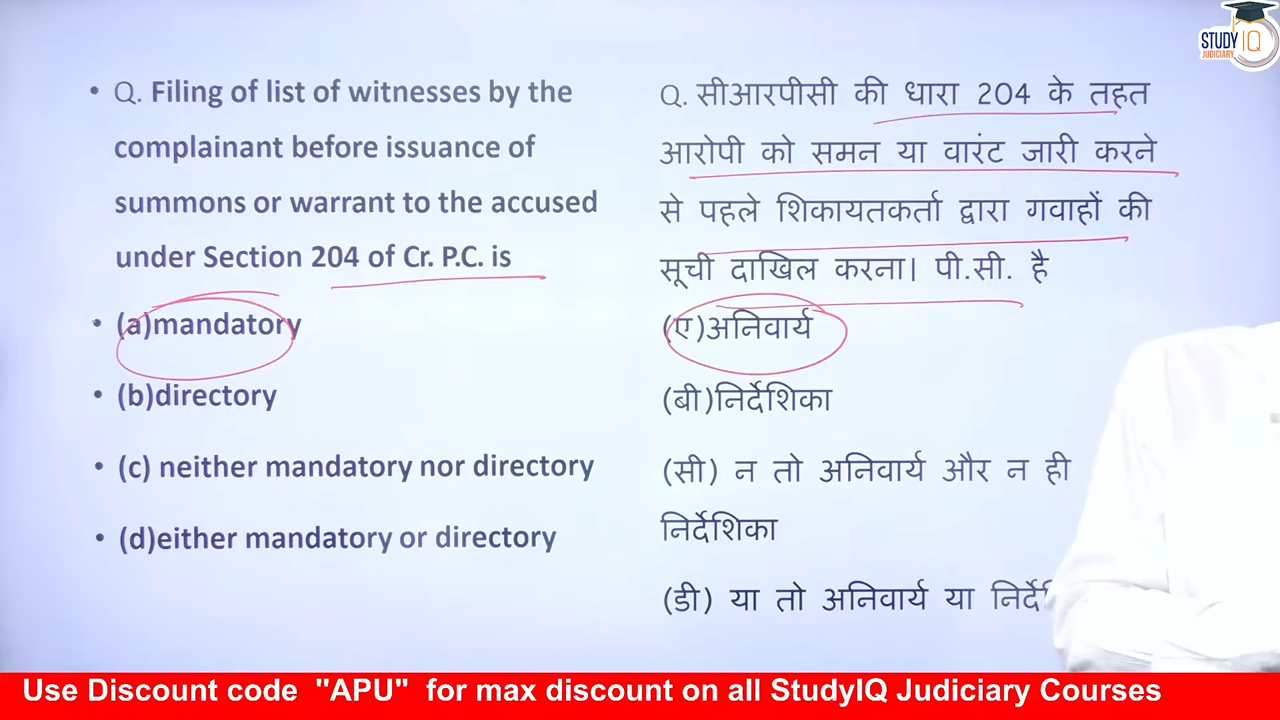 STUDY IQ
JUDICIARY
• Q. Filing of list of witnesses by the
complainant before issuance of
summons or warrant to the accused
under Section 204 of Cr. P.C. is
• (a)mandatory
• (b)directory
• (c) neither mandatory nor directory
• (d)either mandatory or directory
Q. सीआरपीसी की धारा 204 के तहत
आरोपी को समन या वारंट जारी करने
से पहले शिकायतकर्ता द्वारा गवाहों की
सूची दाखिल करना। पी.सी. है
(ए)अनिवार्य
(बी)निर्देशिका
(सी) न तो अनिवार्य और न ही
निर्देशिका
(डी) या तो अनिवार्य या
Use Discount code "APU" for max discount on all StudyIQ Judiciary Courses